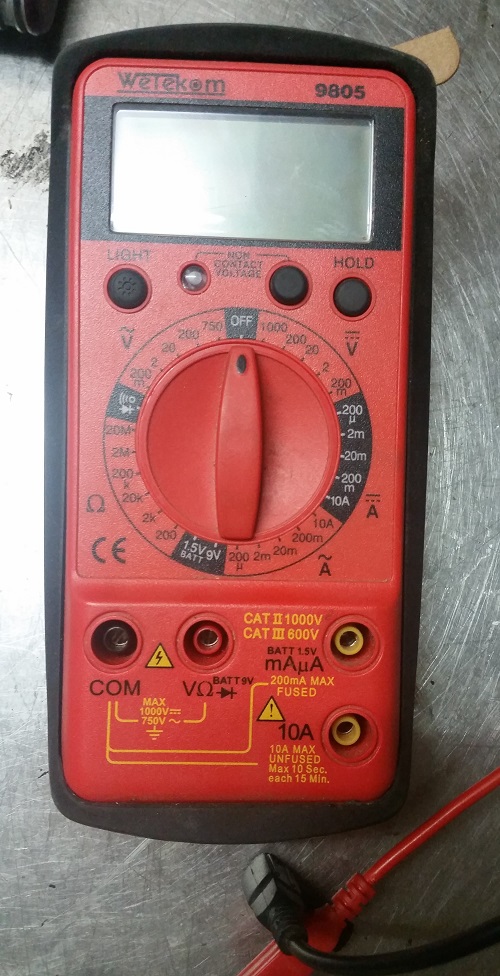 WeTekom
9805
LIGHT
NON
CONTACT
VOLTAGE
HOLD
OFF
1000
200
20
2
200
m
V
200
µ
2m
20m
200
m
10A
A
10A
200m
20m
2m
200
µ
A
1.5V 9V
BATT
200
2k
20k
200
k
2M
20M
Ω
200
m
2
20
200
750
V
CE
CAT II 1000V
CAT III 600V
BATT 1.5V
mAµA
200mA MAX
FUSED
COM
VΩ
BATT 9V
MAX
1000V
750V ~
10A
10A MAX
UNFUSED
Max 10 Sec.
each 15 Min.